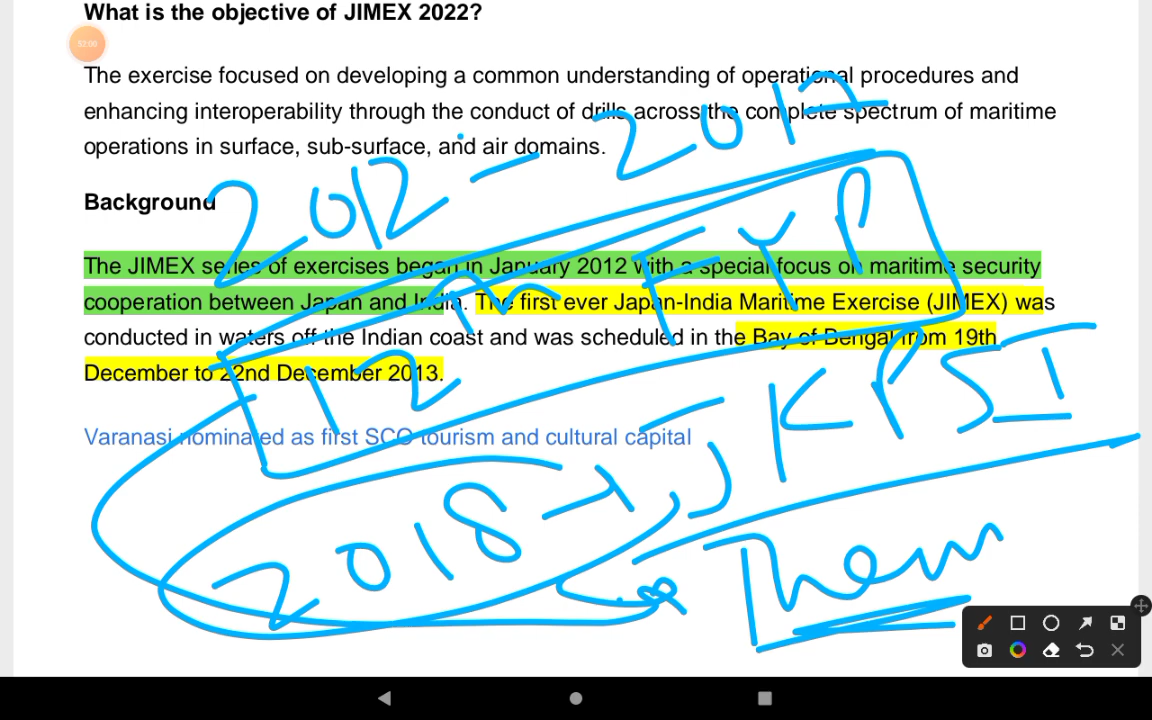 What is the objective of JIMEX 2022?
The exercise focused on developing a common understanding of operational procedures and
enhancing interoperability through the conduct of drills across the complete spectrum of maritime
operations in surface, sub-surface, and air domains.
2012 - 2017
Background
The JIMEX series of exercises began in January 2012 with a special focus on maritime security
cooperation between Japan and India. The first ever Japan-India Maritime Exercise (JIMEX) was
conducted in waters off the Indian coast and was scheduled in the Bay of Bengal from 19th
December to 22nd December 2013.
12th FYP
Varanasi nominated as first SCO tourism and cultural capital
2018
Them